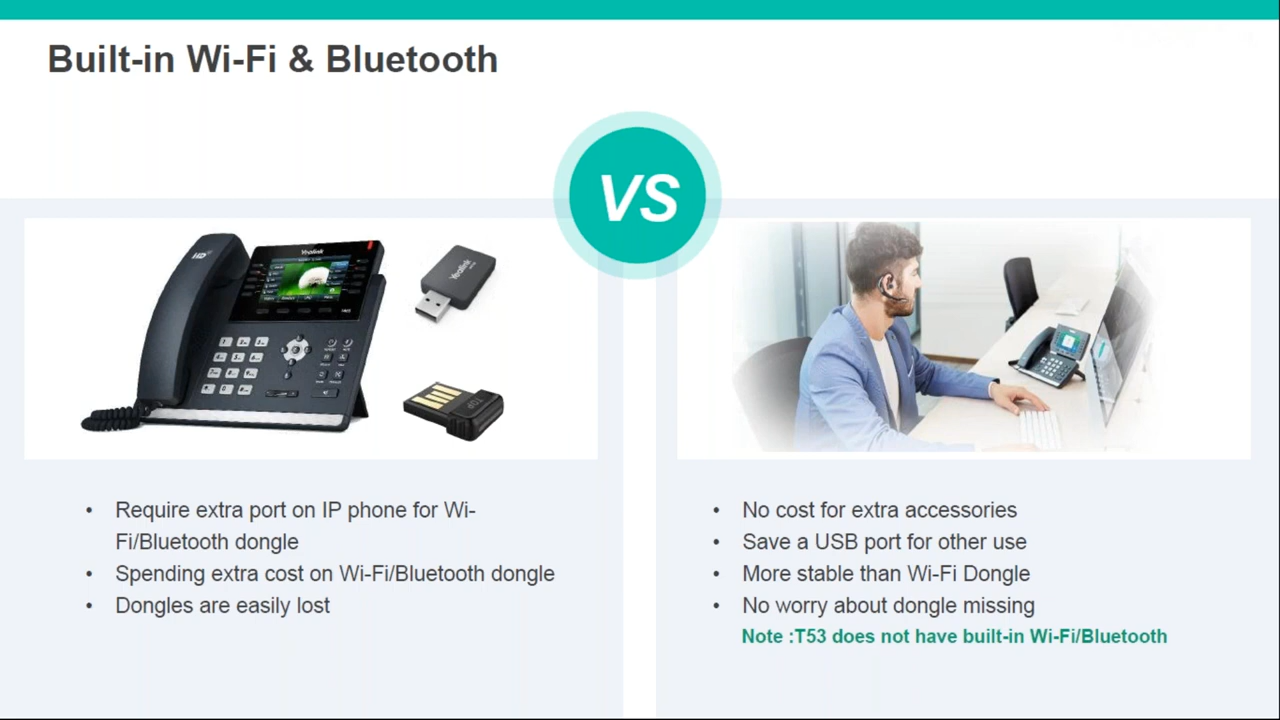 Built-in Wi-Fi & Bluetooth
VS
HD
Yealink
Yealink
• Require extra port on IP phone for Wi-
Fi/Bluetooth dongle
• Spending extra cost on Wi-Fi/Bluetooth dongle
• Dongles are easily lost
• No cost for extra accessories
• Save a USB port for other use
• More stable than Wi-Fi Dongle
• No worry about dongle missing
Note :T53 does not have built-in Wi-Fi/Bluetooth